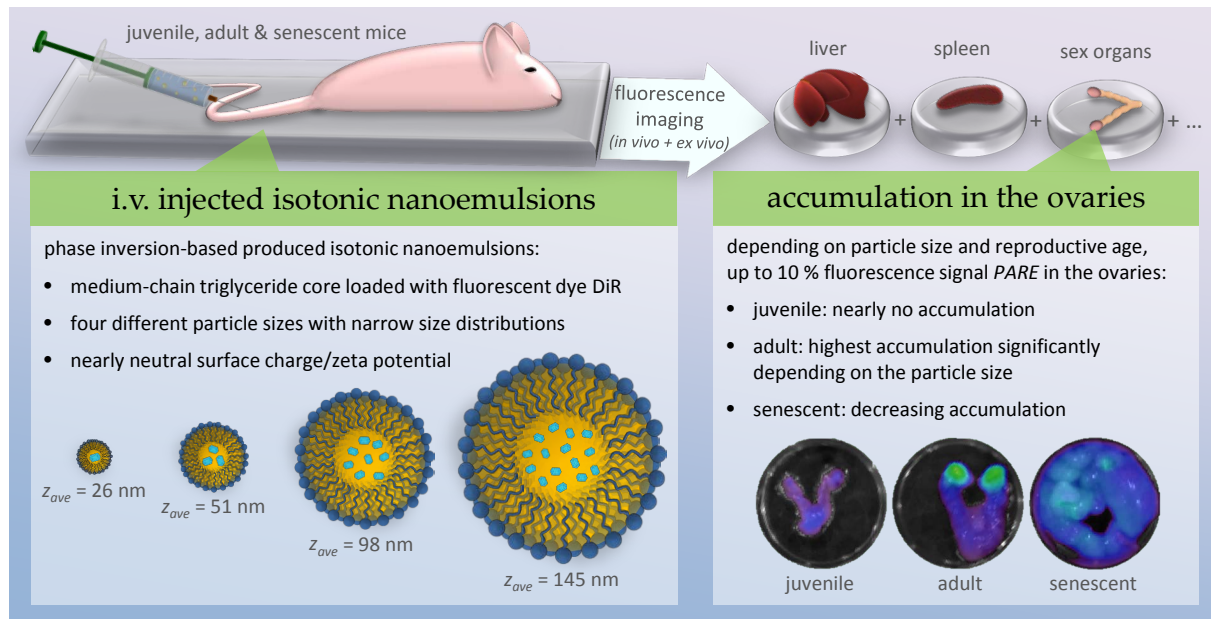 juvenile, adult & senescent mice
fluorescence
imaging
(in vivo + ex vivo)
liver
spleen
sex organs
+
+
+ ...
i.v. injected isotonic nanoemulsions
phase inversion-based produced isotonic nanoemulsions:
• medium-chain triglyceride core loaded with fluorescent dye DiR
• four different particle sizes with narrow size distributions
• nearly neutral surface charge/zeta potential
z_ave = 26 nm
z_ave = 51 nm
z_ave = 98 nm
z_ave = 145 nm
accumulation in the ovaries
depending on particle size and reproductive age,
up to 10 % fluorescence signal PARE in the ovaries:
• juvenile: nearly no accumulation
• adult: highest accumulation significantly
depending on the particle size
• senescent: decreasing accumulation
juvenile
adult
senescent